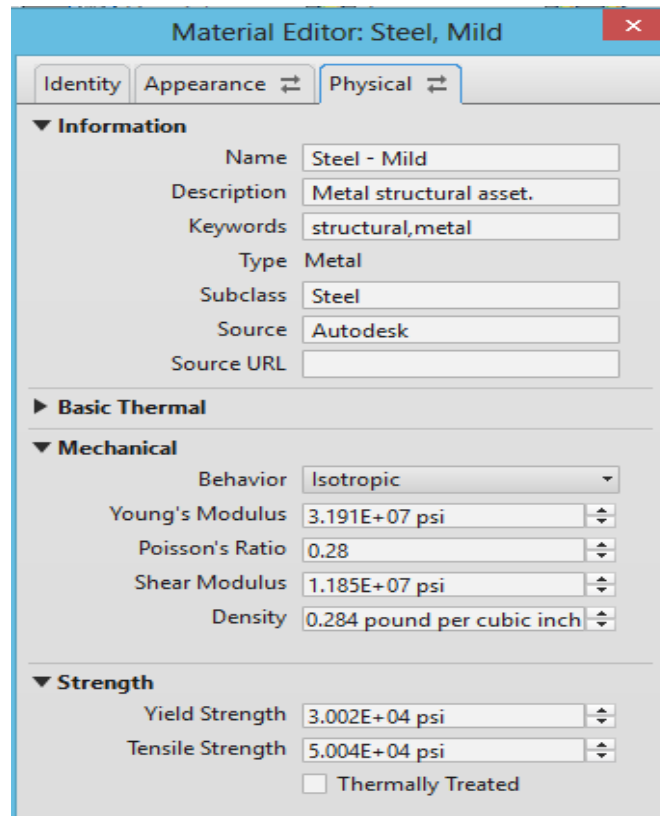 Material Editor: Steel, Mild
Identity Appearance Physical
Information
Name Steel - Mild
Description Metal structural asset.
Keywords structural,metal
Type Metal
Subclass Steel
Source Autodesk
Source URL
Basic Thermal
Mechanical
Behavior Isotropic
Young's Modulus 3.191E+07 psi
Poisson's Ratio 0.28
Shear Modulus 1.185E+07 psi
Density 0.284 pound per cubic inch
Strength
Yield Strength 3.002E+04 psi
Tensile Strength 5.004E+04 psi
Thermally Treated